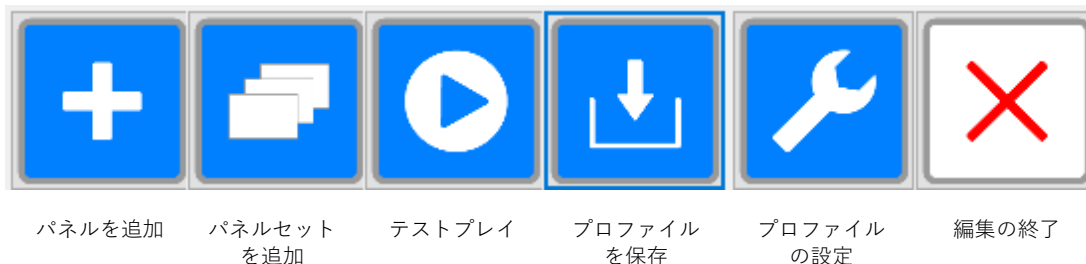 パネルを追加
パネルセット
を追加
テストプレイ
プロファイル
を保存
プロファイル
の設定
編集の終了